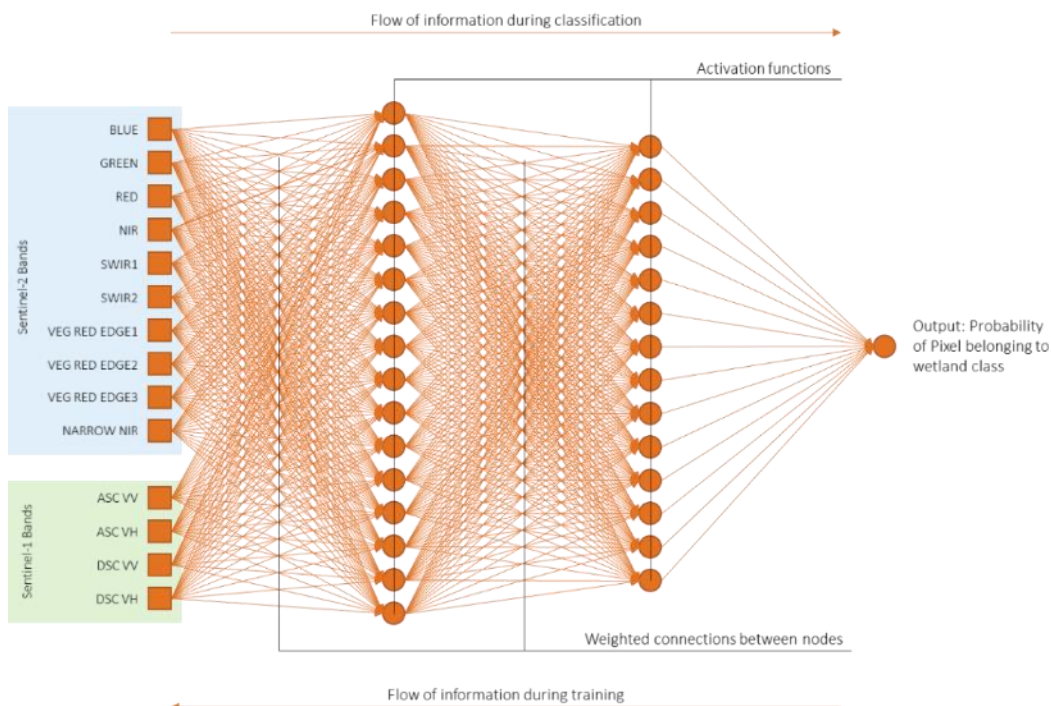 Flow of information during classification
Activation functions
Sentinel-2 Bands
BLUE
GREEN
RED
NIR
SWIR1
SWIR2
VEG RED EDGE1
VEG RED EDGE2
VEG RED EDGE3
NARROW NIR
Sentinel-1 Bands
ASC VV
ASC VH
DSC VV
DSC VH
Output: Probability
of Pixel belonging to
wetland class
Weighted connections between nodes
Flow of information during training